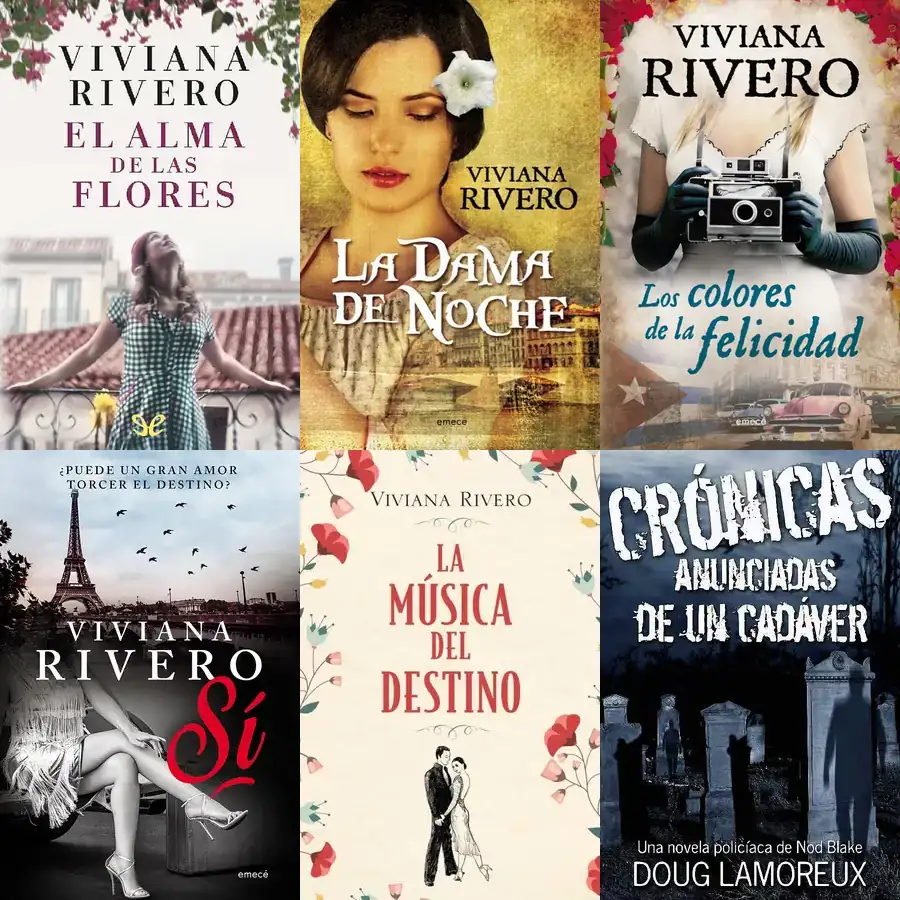 VIVIANA
RIVERO
EL ALMA
DE LAS
FLORES
VIVIANA
RIVERO
LA DAMA
DE NOCHE
emecé
VIVIANA
RIVERO
Los colores
de la
felicidad
emecé
¿PUEDE UN GRAN AMOR
TORCER EL DESTINO?
VIVIANA
RIVERO
Sí
emecé
VIVIANA RIVERO
LA
MÚSICA
DEL
DESTINO
CRÓNICAS
ANUNCIADAS
DE UN CADÁVER
Una novela policíaca de Nod Blake
DOUG LAMOREUX